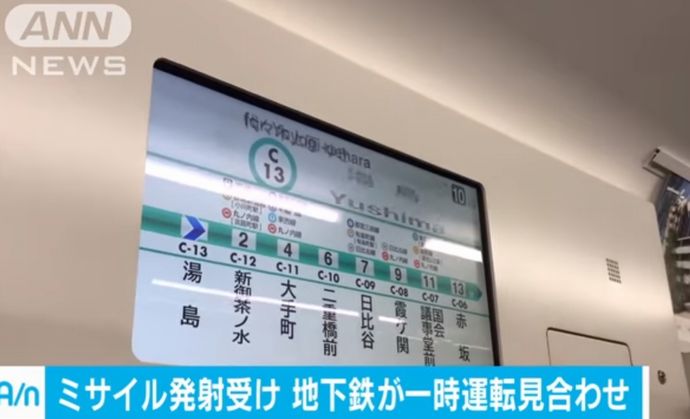 ANN
NEWS
C
13
Yushima
10
2 4 6 7 9 11 13
C-13 C-12 C-11 C-10 C-09 C-08 C-07 C-06
湯島 新御茶ノ水 大手町 二重橋前 日比谷 霞ケ関 国会議事堂前 赤坂
A/n ミサイル発射受け 地下鉄が一時運転見合わせ